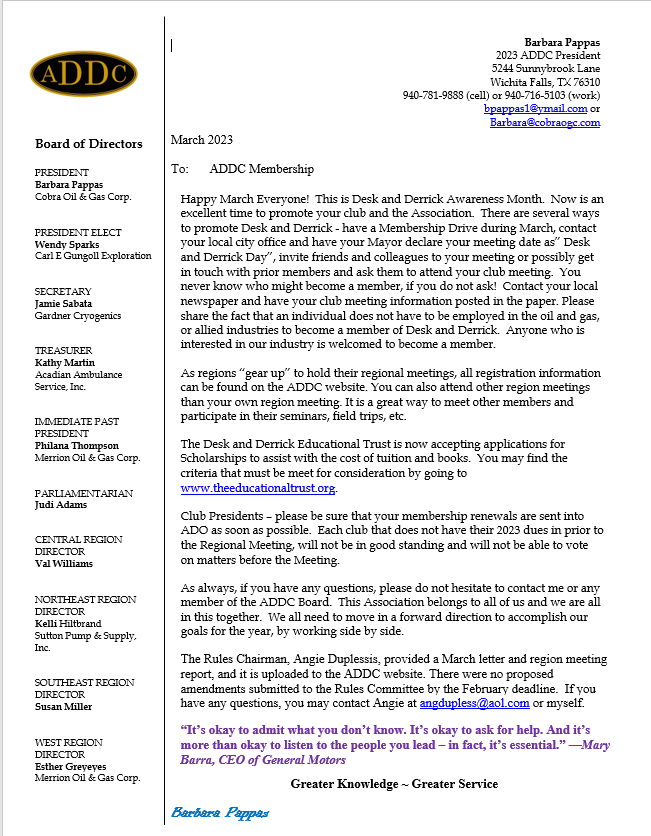 ADDC
Board of Directors
PRESIDENT
Barbara Pappas
Cobra Oil & Gas Corp.
PRESIDENT ELECT
Wendy Sparks
Carl E Gungoll Exploration
SECRETARY
Jamie Sabata
Gardner Cryogenics
TREASURER
Kathy Martin
Acadian Ambulance
Service, Inc.
IMMEDIATE PAST
PRESIDENT
Philana Thompson
Merrion Oil & Gas Corp.
PARLIAMENTARIAN
Judi Adams
CENTRAL REGION
DIRECTOR
Val Williams
NORTHEAST REGION
DIRECTOR
Kelli Hiltbrand
Sutton Pump & Supply,
Inc.
SOUTHEAST REGION
DIRECTOR
Susan Miller
WEST REGION
DIRECTOR
Esther Greyeyes
Merrion Oil & Gas Corp.
Barbara Pappas
2023 ADDC President
5244 Sunnybrook Lane
Wichita Falls, TX 76310
940-781-9888 (cell) or 940-716-5103 (work)
bpappas1@ymail.com or
Barbara@cobraogc.com
March 2023
To: ADDC Membership
Happy March Everyone! This is Desk and Derrick Awareness Month. Now is an
excellent time to promote your club and the Association. There are several ways
to promote Desk and Derrick - have a Membership Drive during March, contact
your local city office and have your Mayor declare your meeting date as” Desk
and Derrick Day”, invite friends and colleagues to your meeting or possibly get
in touch with prior members and ask them to attend your club meeting. You
never know who might become a member, if you do not ask! Contact your local
newspaper and have your club meeting information posted in the paper. Please
share the fact that an individual does not have to be employed in the oil and gas,
or allied industries to become a member of Desk and Derrick. Anyone who is
interested in our industry is welcomed to become a member.
As regions “gear up” to hold their regional meetings, all registration information
can be found on the ADDC website. You can also attend other region meetings
than your own region meeting. It is a great way to meet other members and
participate in their seminars, field trips, etc.
The Desk and Derrick Educational Trust is now accepting applications for
Scholarships to assist with the cost of tuition and books. You may find the
criteria that must be meet for consideration by going to
www.theeducationaltrust.org.
Club Presidents – please be sure that your membership renewals are sent into
ADO as soon as possible. Each club that does not have their 2023 dues in prior to
the Regional Meeting, will not be in good standing and will not be able to vote
on matters before the Meeting.
As always, if you have any questions, please do not hesitate to contact me or any
member of the ADDC Board. This Association belongs to all of us and we are all
in this together. We all need to move in a forward direction to accomplish our
goals for the year, by working side by side.
The Rules Chairman, Angie Duplessis, provided a March letter and region meeting
report, and it is uploaded to the ADDC website. There were no proposed
amendments submitted to the Rules Committee by the February deadline. If you
have any questions, you may contact Angie at angdupless@aol.com or myself.
“It’s okay to admit what you don’t know. It’s okay to ask for help. And it’s
more than okay to listen to the people you lead – in fact, it’s essential.” —Mary
Barra, CEO of General Motors
Greater Knowledge ~ Greater Service
Barbara Pappas